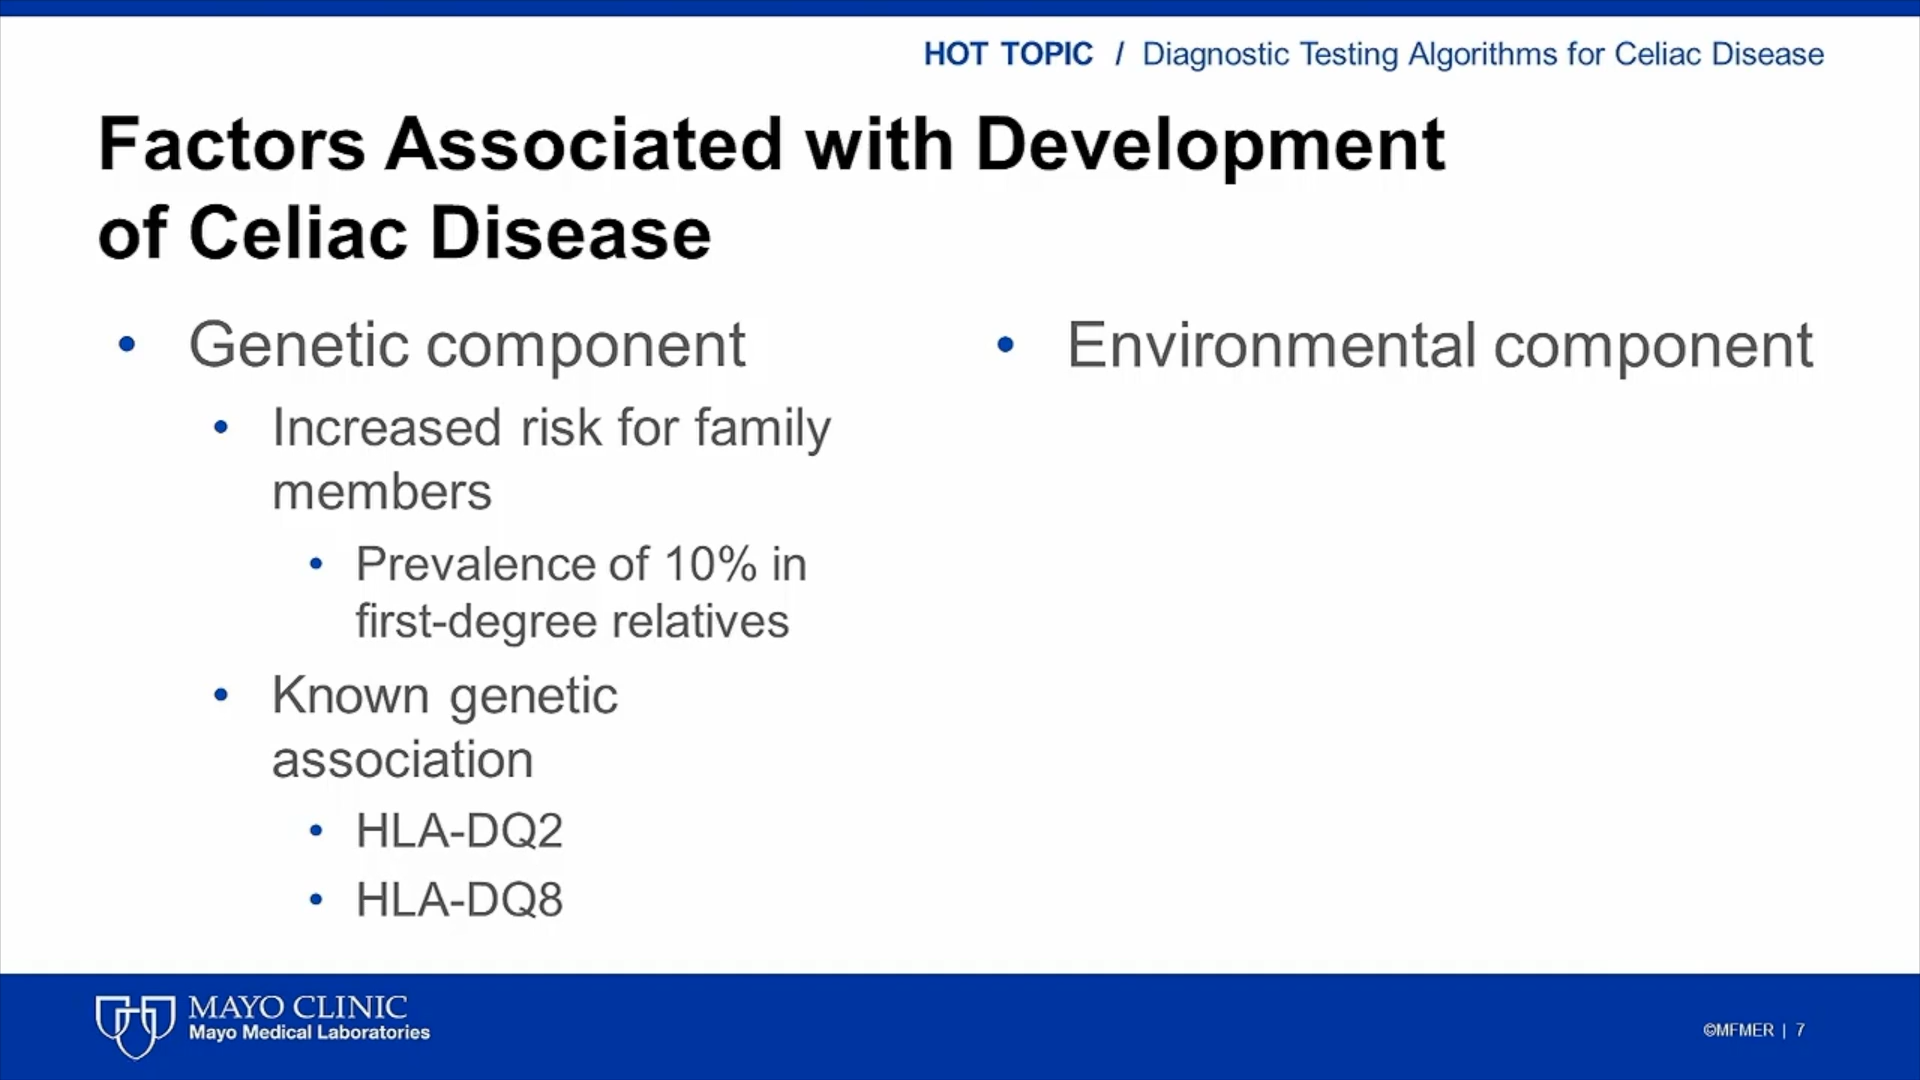 HOT TOPIC / Diagnostic Testing Algorithms for Celiac Disease
Factors Associated with Development
of Celiac Disease
• Genetic component
• Increased risk for family
members
• Prevalence of 10% in
first-degree relatives
• Known genetic
association
• HLA-DQ2
• HLA-DQ8
• Environmental component
MAYO CLINIC
Mayo Medical Laboratories
©MFMER | 7